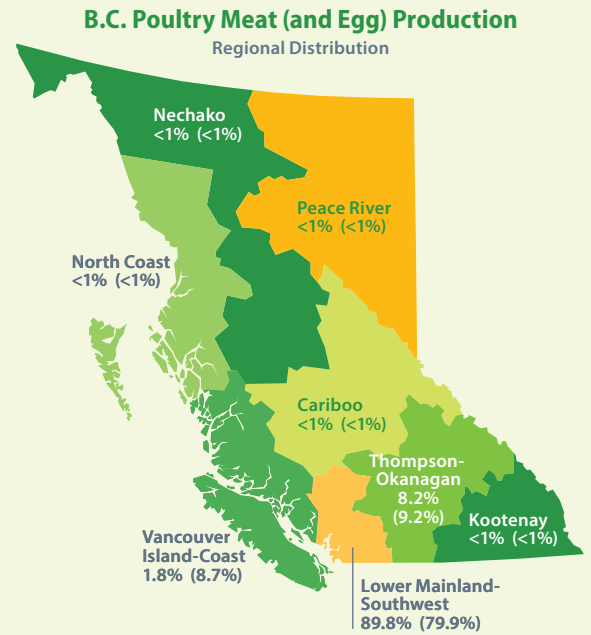 B.C. Poultry Meat (and Egg) Production
Regional Distribution
Nechako
<1% (<1%)
Peace River
<1% (<1%)
North Coast
<1% (<1%)
Cariboo
<1% (<1%)
Thompson-
Okanagan
8.2%
(9.2%)
Kootenay
<1% (<1%)
Vancouver
Island-Coast
1.8% (8.7%)
Lower Mainland-
Southwest
89.8% (79.9%)